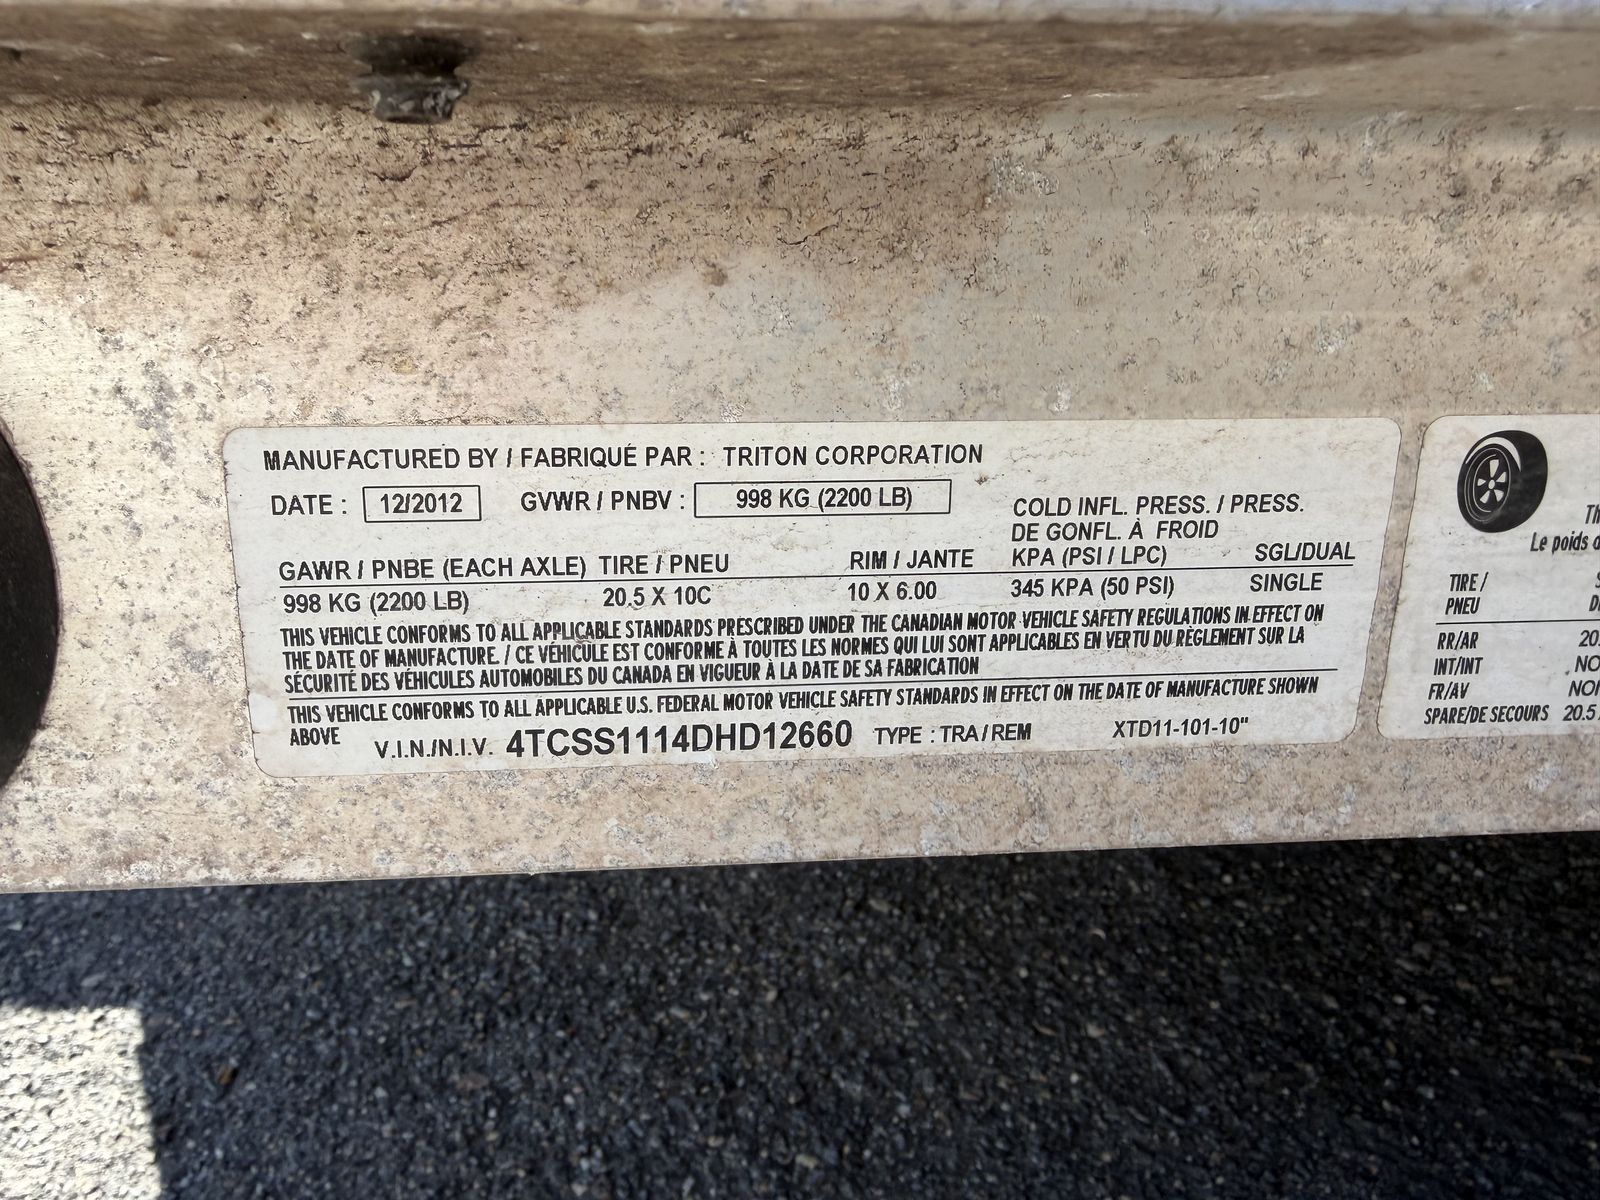 MANUFACTURED BY / FABRIQUÉ PAR : TRITON CORPORATION
DATE : 12/2012 GVWR / PNBV : 998 KG (2200 LB)
COLD INFL. PRESS. / PRESS.
DE GONFL. À FROID
GAWR / PNBE (EACH AXLE) TIRE / PNEU RIM / JANTE KPA (PSI / LPC) SGL/DUAL
998 KG (2200 LB) 20.5 X 10C 10 X 6.00 345 KPA (50 PSI) SINGLE
THIS VEHICLE CONFORMS TO ALL APPLICABLE STANDARDS PRESCRIBED UNDER THE CANADIAN MOTOR VEHICLE SAFETY REGULATIONS IN EFFECT ON
THE DATE OF MANUFACTURE. / CE VÉHICULE EST CONFORME À TOUTES LES NORMES QUI LUI SONT APPLICABLES EN VERTU DU RÈGLEMENT SUR LA
SÉCURITÉ DES VÉHICULES AUTOMOBILES DU CANADA EN VIGUEUR À LA DATE DE SA FABRICATION
THIS VEHICLE CONFORMS TO ALL APPLICABLE U.S. FEDERAL MOTOR VEHICLE SAFETY STANDARDS IN EFFECT ON THE DATE OF MANUFACTURE SHOWN
ABOVE V.I.N./N.I.V. 4TCSS1114DHD12660 TYPE : TRA / REM XTD11-101-10"
Th
Le poids
TIRE /
PNEU
RR/AR 20.
INT/INT NO
FR/AV NO
SPARE/DE SECOURS 20.5